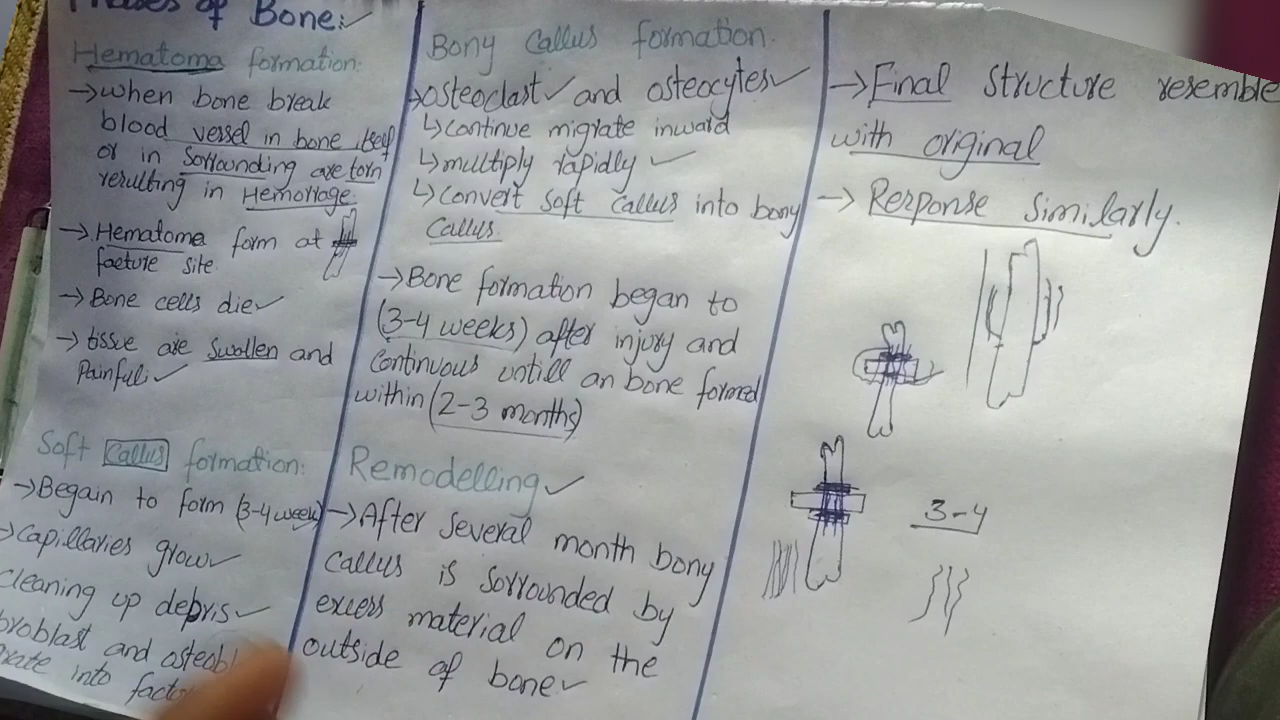 Phases of Bone:
Hematoma formation:
→ when bone break
blood vessel in bone itself
or in Sorrounding are torn
resulting in Hemorrage.
→ Hematoma form at
facture site.
→ Bone cells die
→ tissue are swollen and
Painful:
Soft Callus formation:
→ Begain to form (3-4 week)
→ Capillaries grow
Cleaning up debris
broblast and osteobl
rate into factu
Bony Callus formation.
→ osteoclast and osteocytes
↳ continue migrate inward
↳ multiply rapidly
↳ convert soft callus into bony
Callus.
→ Bone formation began to
(3-4 weeks) after injury and
Continuous untill an bone formed
within (2-3 months)
Remodelling
→ After several month bony
callus is sorrounded by
excess material on the
outside of bone
→ Final Structure resemble
with original
→ Response similarly.
3-4